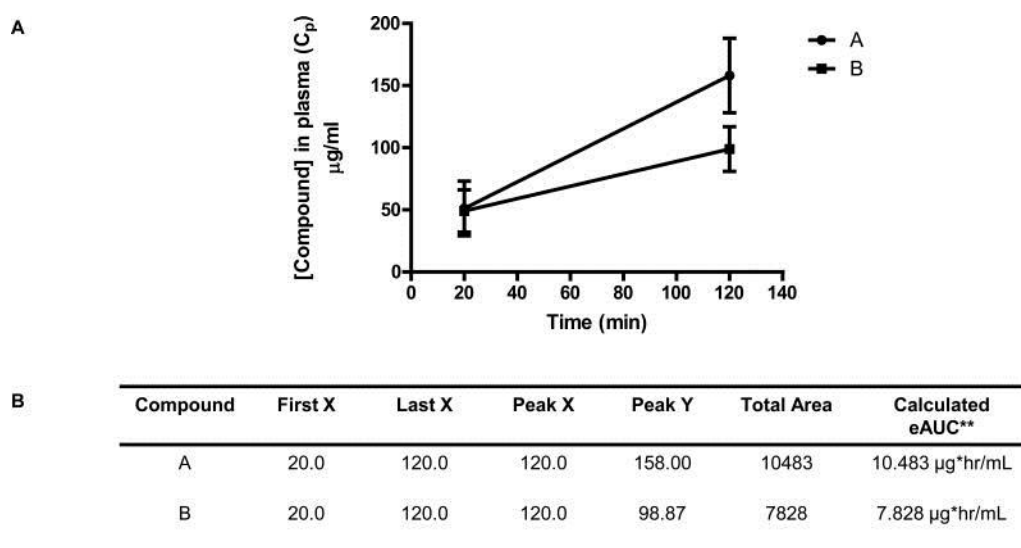 A
[Compound] in plasma (Cp)
µg/ml
200
150
100
50
0
0 20 40 60 80 100 120 140
Time (min)
A
B
B
Compound First X Last X Peak X Peak Y Total Area Calculated
eAUC**
A 20.0 120.0 120.0 158.00 10483 10.483 µg*hr/mL
B 20.0 120.0 120.0 98.87 7828 7.828 µg*hr/mL